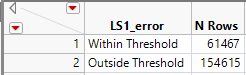 LS1_error N Rows
1 Within Threshold 61467
2 Outside Threshold 154615